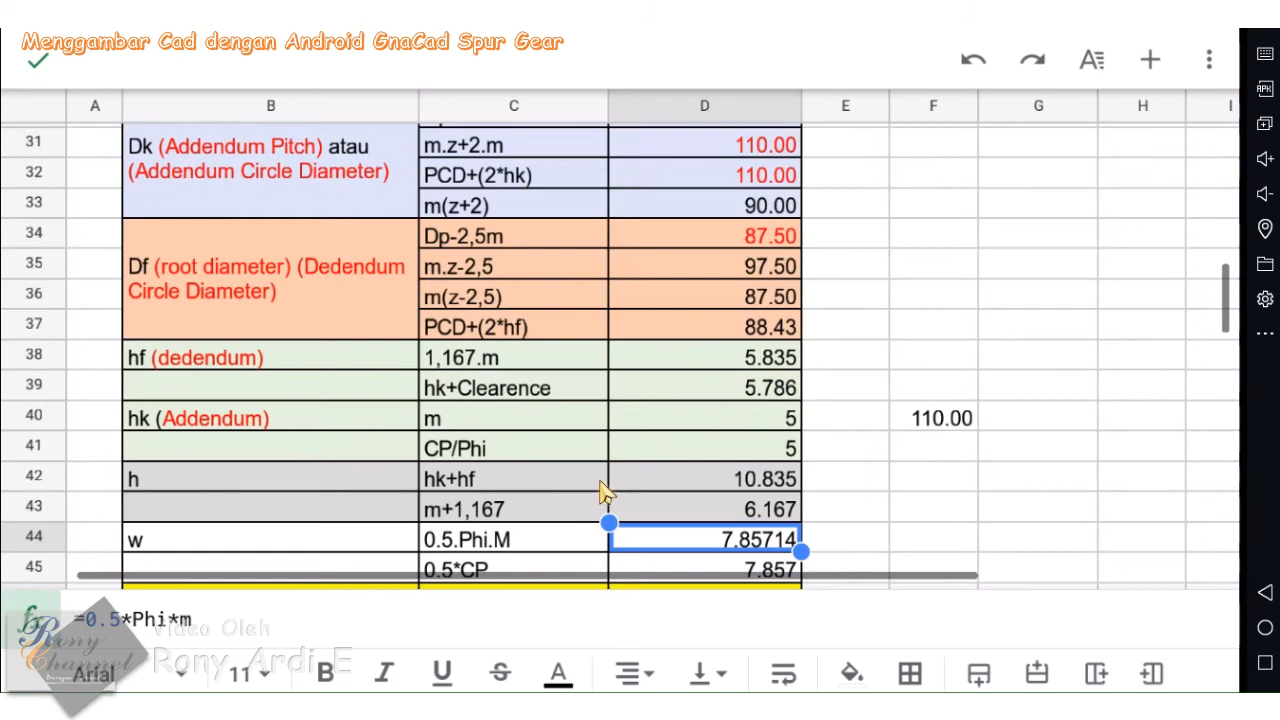 Menggambar Cad dengan Android GnaCad Spur Gear
A B C D E F G H I
31 Dk (Addendum Pitch) atau m.z+2.m 110.00
32 (Addendum Circle Diameter) PCD+(2*hk) 110.00
33 m(z+2) 90.00
34 Dp-2,5m 87.50
35 Df (root diameter) (Dedendum m.z-2,5 97.50
36 Circle Diameter) m(z-2,5) 87.50
37 PCD+(2*hf) 88.43
38 hf (dedendum) 1,167.m 5.835
39 hk+Clearence 5.786
40 hk (Addendum) m 5 110.00
41 CP/Phi 5
42 h hk+hf 10.835
43 m+1,167 6.167
44 w 0.5.Phi.M 7.85714
45 0.5*CP 7.857
fx =0.5*Phi*m
Video Oleh
Rony Ardi E
Rony
Channel
Arial 11 B I U S A
APK